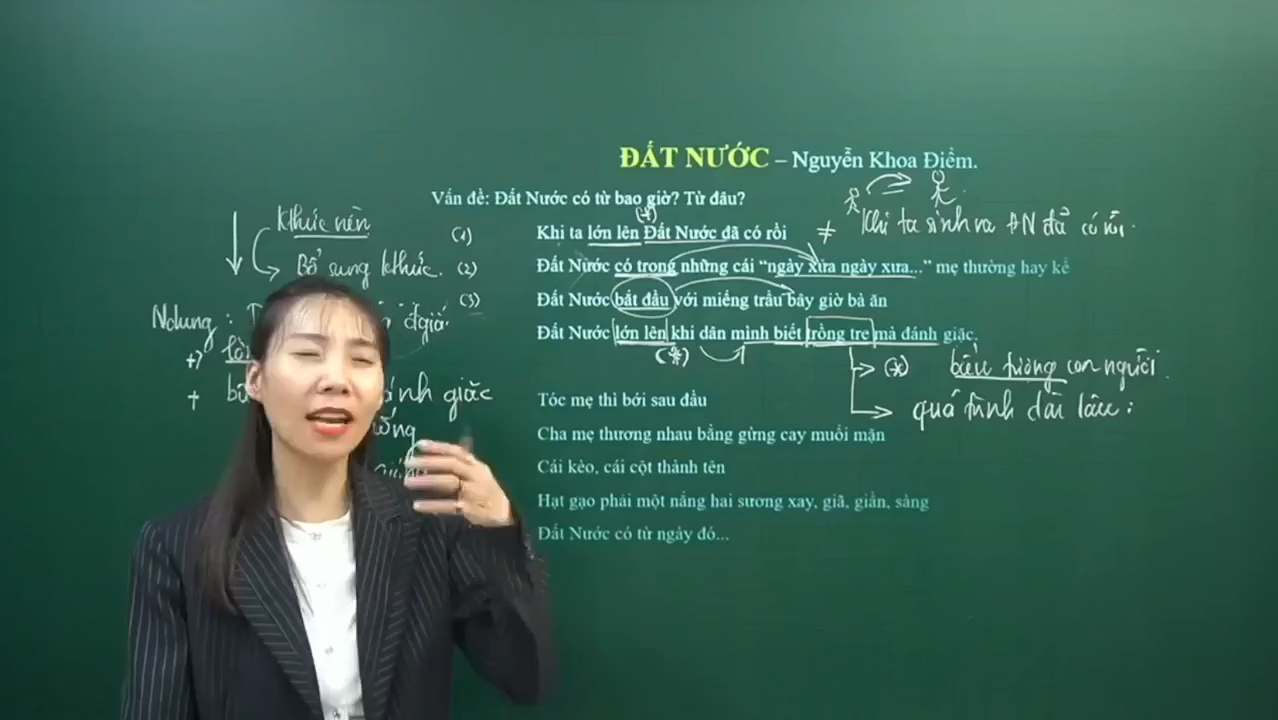 ĐẤT NƯỚC – Nguyễn Khoa Điềm.
Vấn đề: Đất Nước có từ bao giờ? Từ đâu?
Khi ta lớn lên Đất Nước đã có rồi
Đất Nước có trong những cái “ngày xửa ngày xưa...” mẹ thường hay kể
Đất Nước bắt đầu với miếng trầu bây giờ bà ăn
Đất Nước lớn lên khi dân mình biết trồng tre mà đánh giặc.
Tóc mẹ thì bới sau đầu
Cha mẹ thương nhau bằng gừng cay muối mặn
Cái kèo, cái cột thành tên
Hạt gạo phải một nắng hai sương xay, giã, giần, sàng
Đất Nước có từ ngày đó...
Khúc nền
Bổ sung khúc.
(1)
(2)
(3)
Ndung :
đgiá.
+)
+
ánh giặc
(*)
≠ Khi ta sinh ra ĐN đã có rồi.
(*)
(*) biểu tượng con người
quá trình dài lâu :